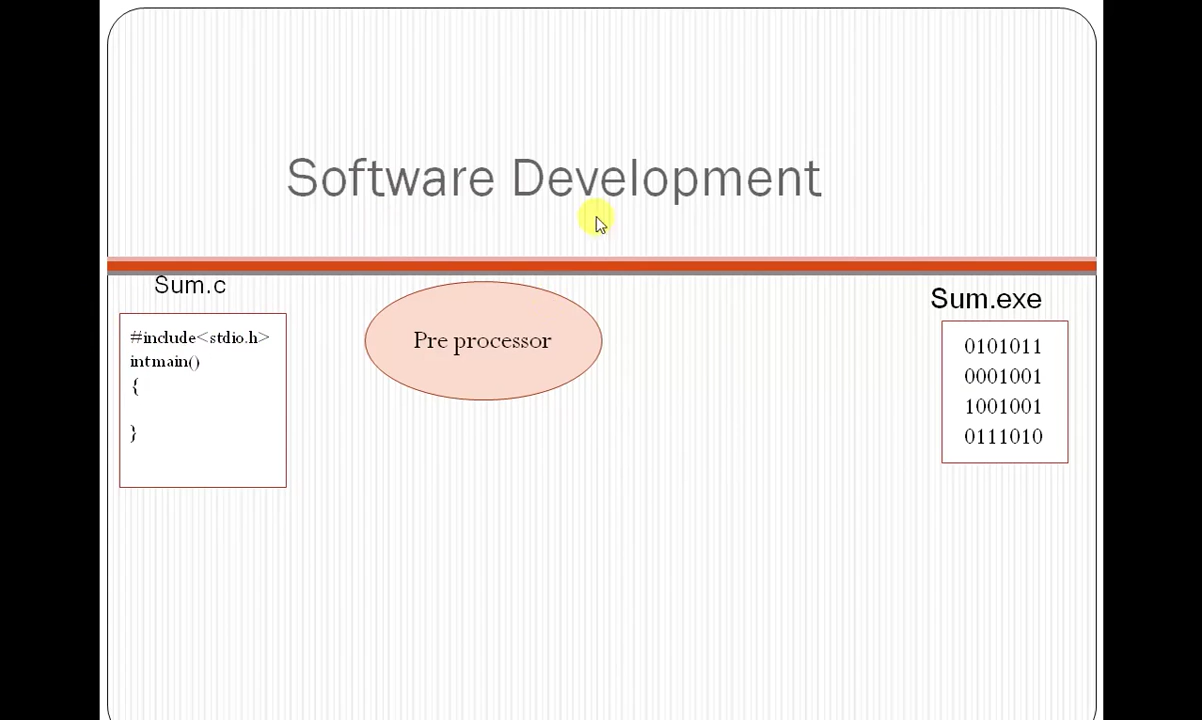 Software Development
Sum.c
#include<stdio.h>
intmain()
{
}
Pre processor
Sum.exe
0101011
0001001
1001001
0111010